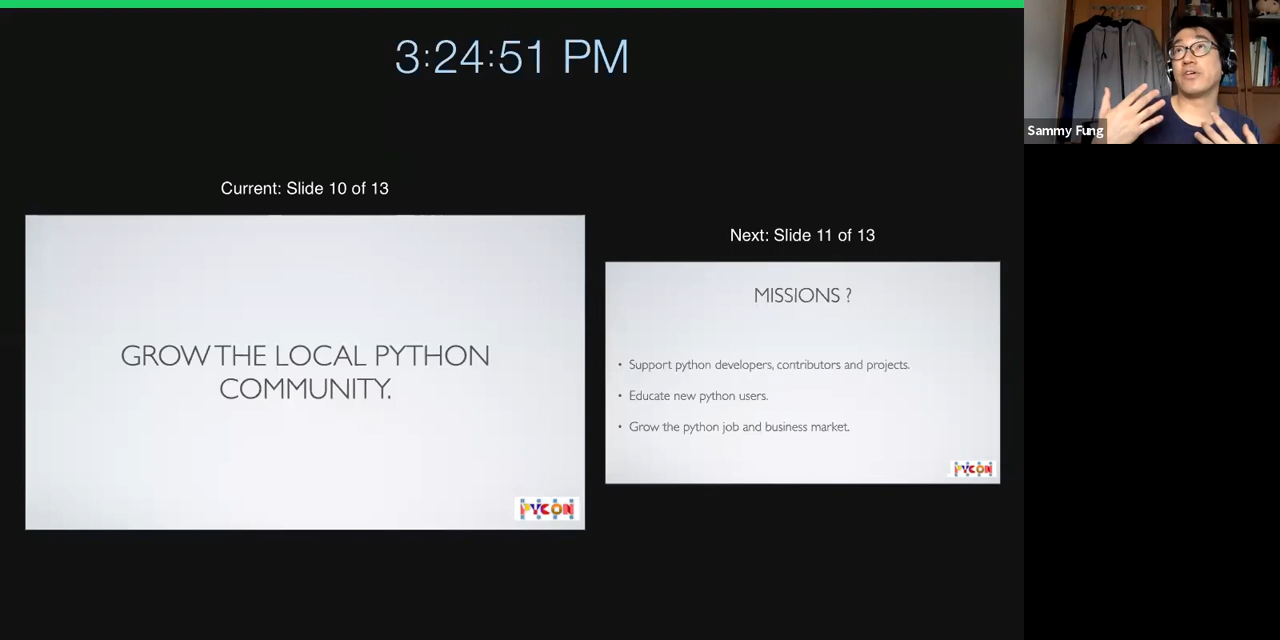 3:24:51 PM
Sammy Fung
Current: Slide 10 of 13
Next: Slide 11 of 13
GROW THE LOCAL PYTHON
COMMUNITY.
PYCON
MISSIONS ?
• Support python developers, contributors and projects.
• Educate new python users.
• Grow the python job and business market.
PYCON